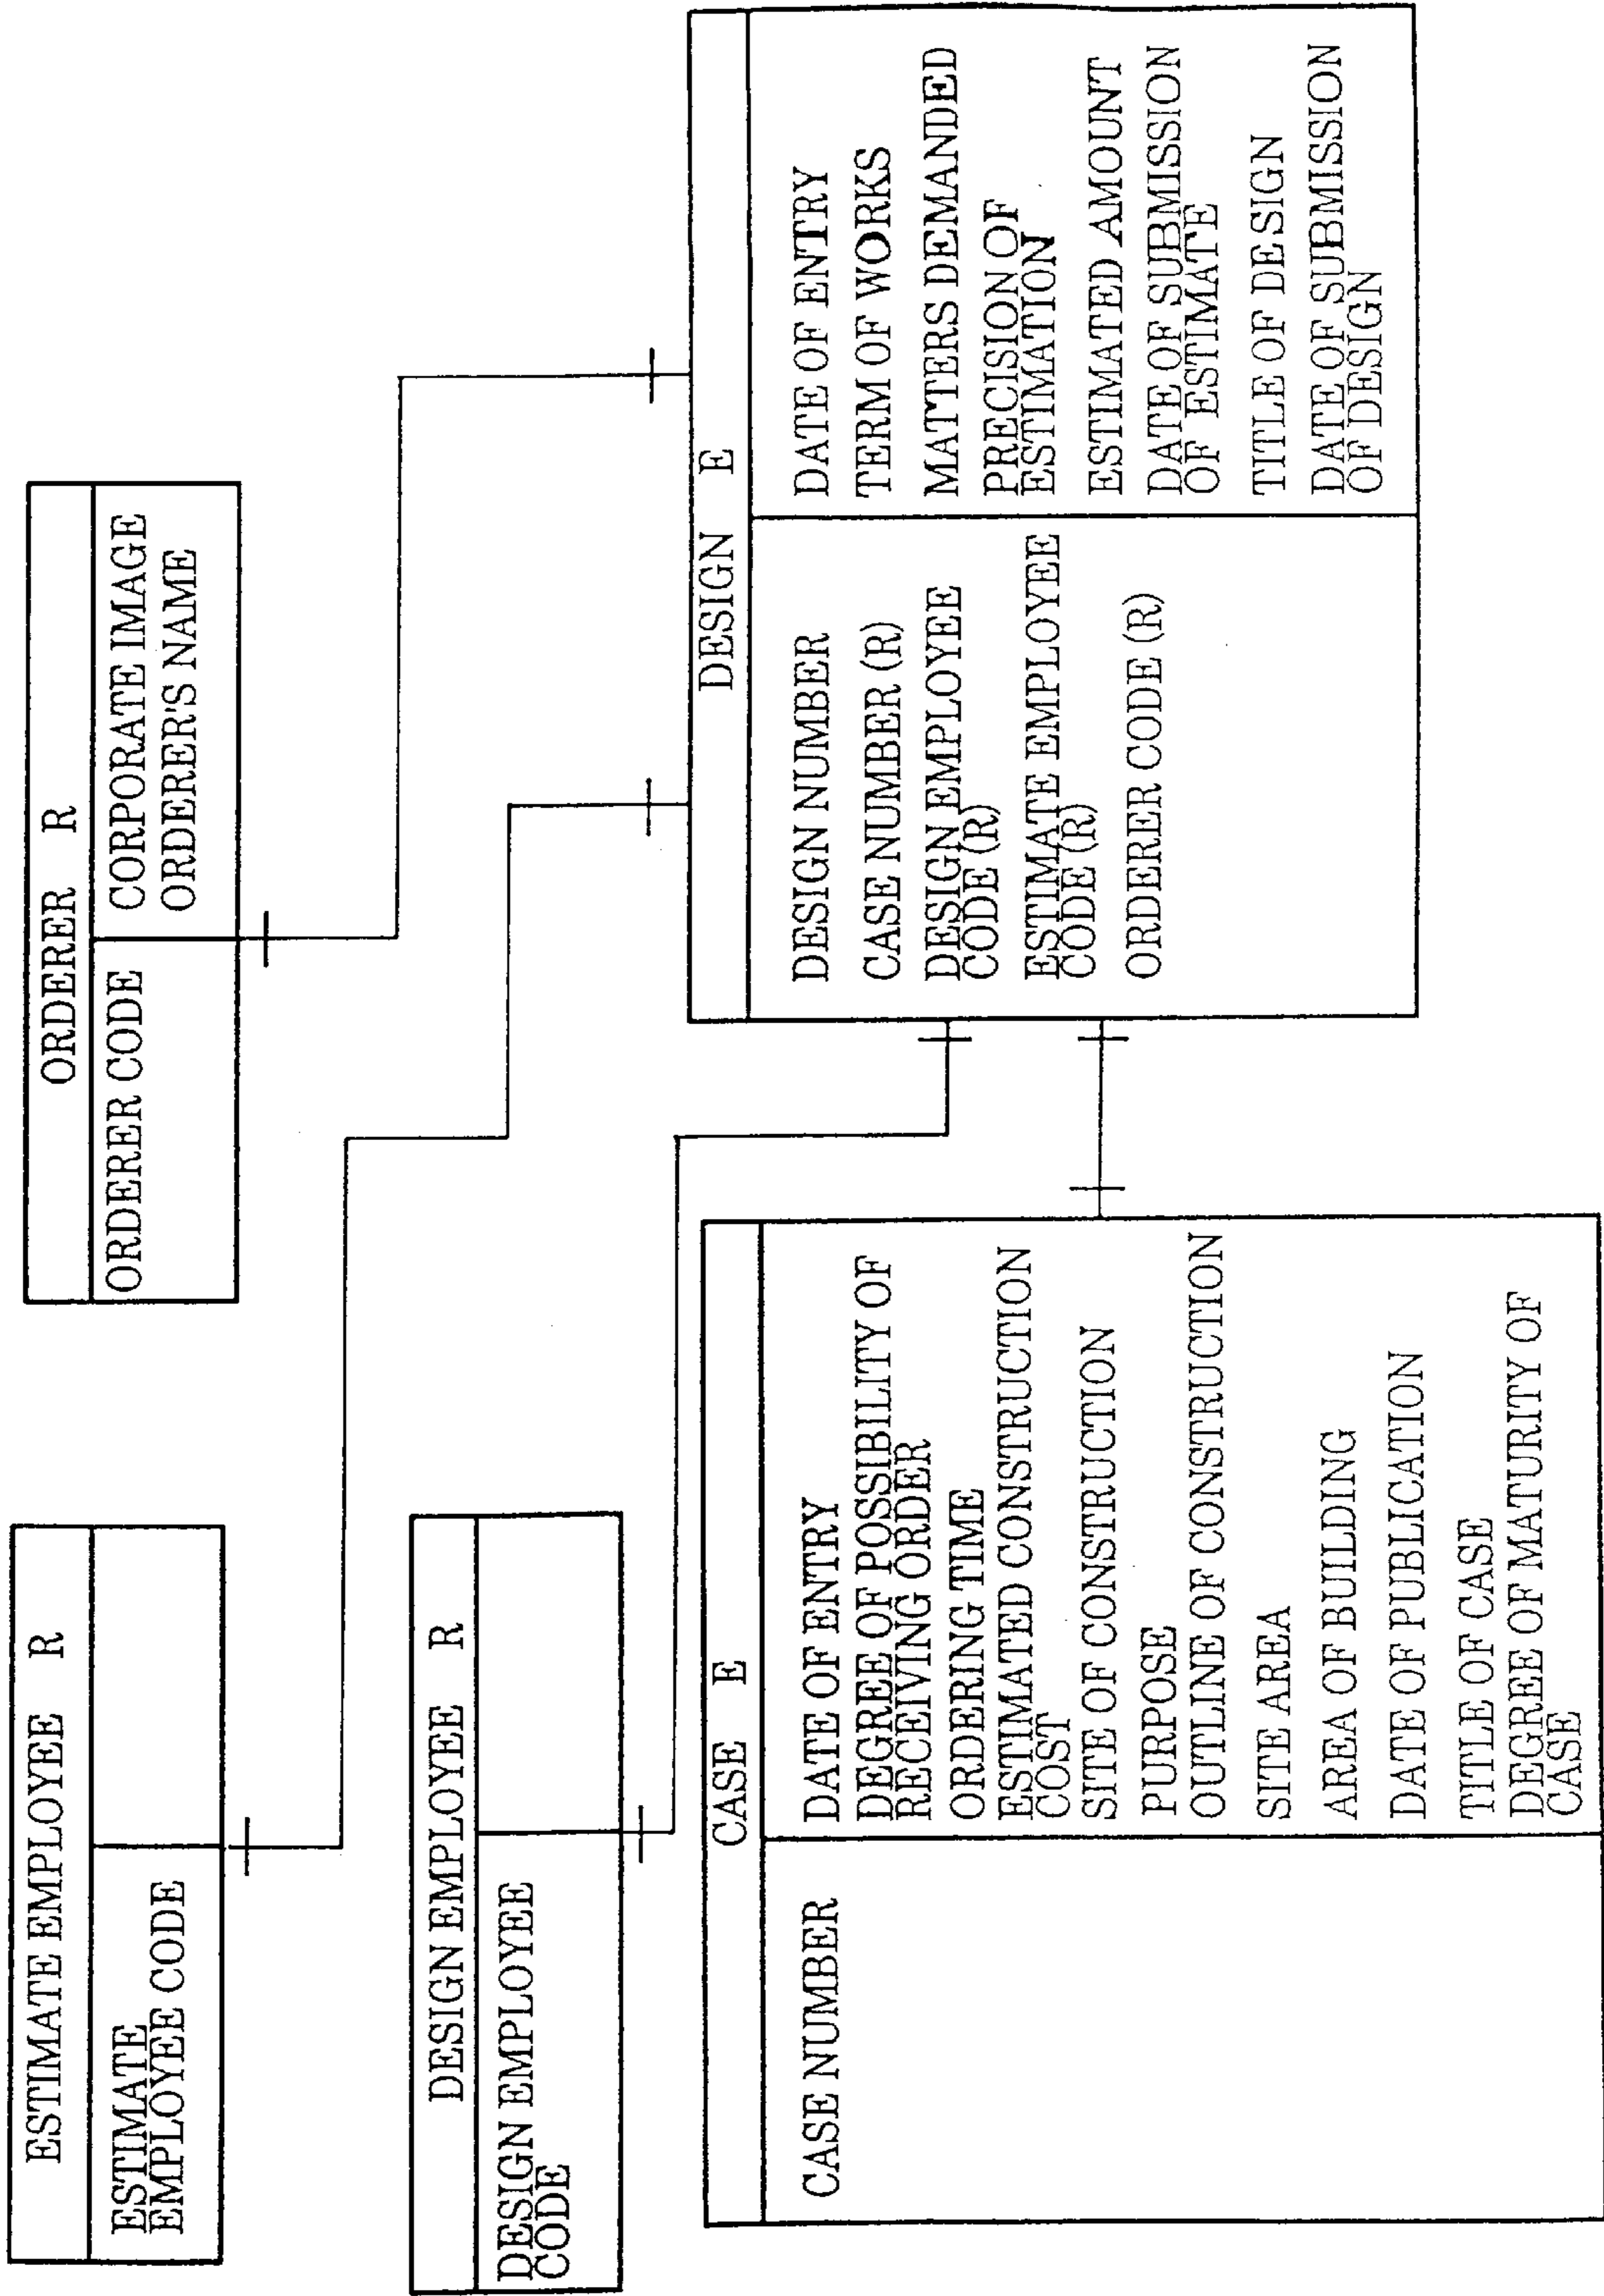 ESTIMATE EMPLOYEE R
ESTIMATE
EMPLOYEE CODE
ORDERER R
ORDERER CODE
CORPORATE IMAGE
ORDERER'S NAME
DESIGN EMPLOYEE R
DESIGN EMPLOYEE
CODE
CASE E
CASE NUMBER
DATE OF ENTRY
DEGREE OF POSSIBILITY OF
RECEIVING ORDER
ORDERING TIME
ESTIMATED CONSTRUCTION
COST
SITE OF CONSTRUCTION
PURPOSE
OUTLINE OF CONSTRUCTION
SITE AREA
AREA OF BUILDING
DATE OF PUBLICATION
TITLE OF CASE
DEGREE OF MATURITY OF
CASE
DESIGN E
DESIGN NUMBER
CASE NUMBER (R)
DESIGN EMPLOYEE
CODE (R)
ESTIMATE EMPLOYEE
CODE (R)
ORDERER CODE (R)
DATE OF ENTRY
TERM OF WORKS
MATTERS DEMANDED
PRECISION OF
ESTIMATION
ESTIMATED AMOUNT
DATE OF SUBMISSION
OF ESTIMATE
TITLE OF DESIGN
DATE OF SUBMISSION
OF DESIGN